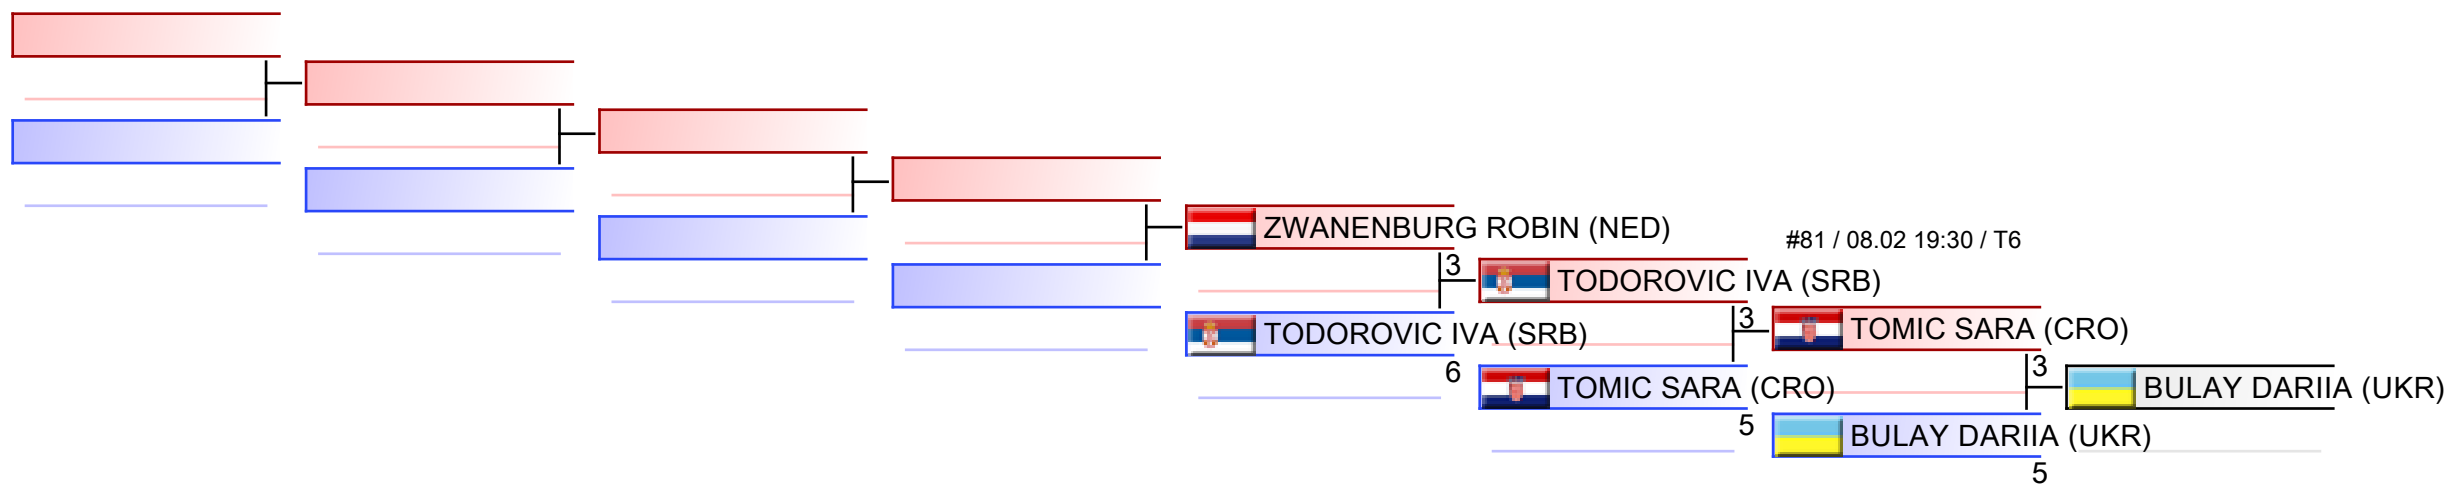 ZWANENBURG ROBIN (NED)
#81 / 08.02 19:30 / T6
3
TODOROVIC IVA (SRB)
3
TODOROVIC IVA (SRB)
TOMIC SARA (CRO)
6
3
TOMIC SARA (CRO)
BULAY DARIIA (UKR)
5
BULAY DARIIA (UKR)
5